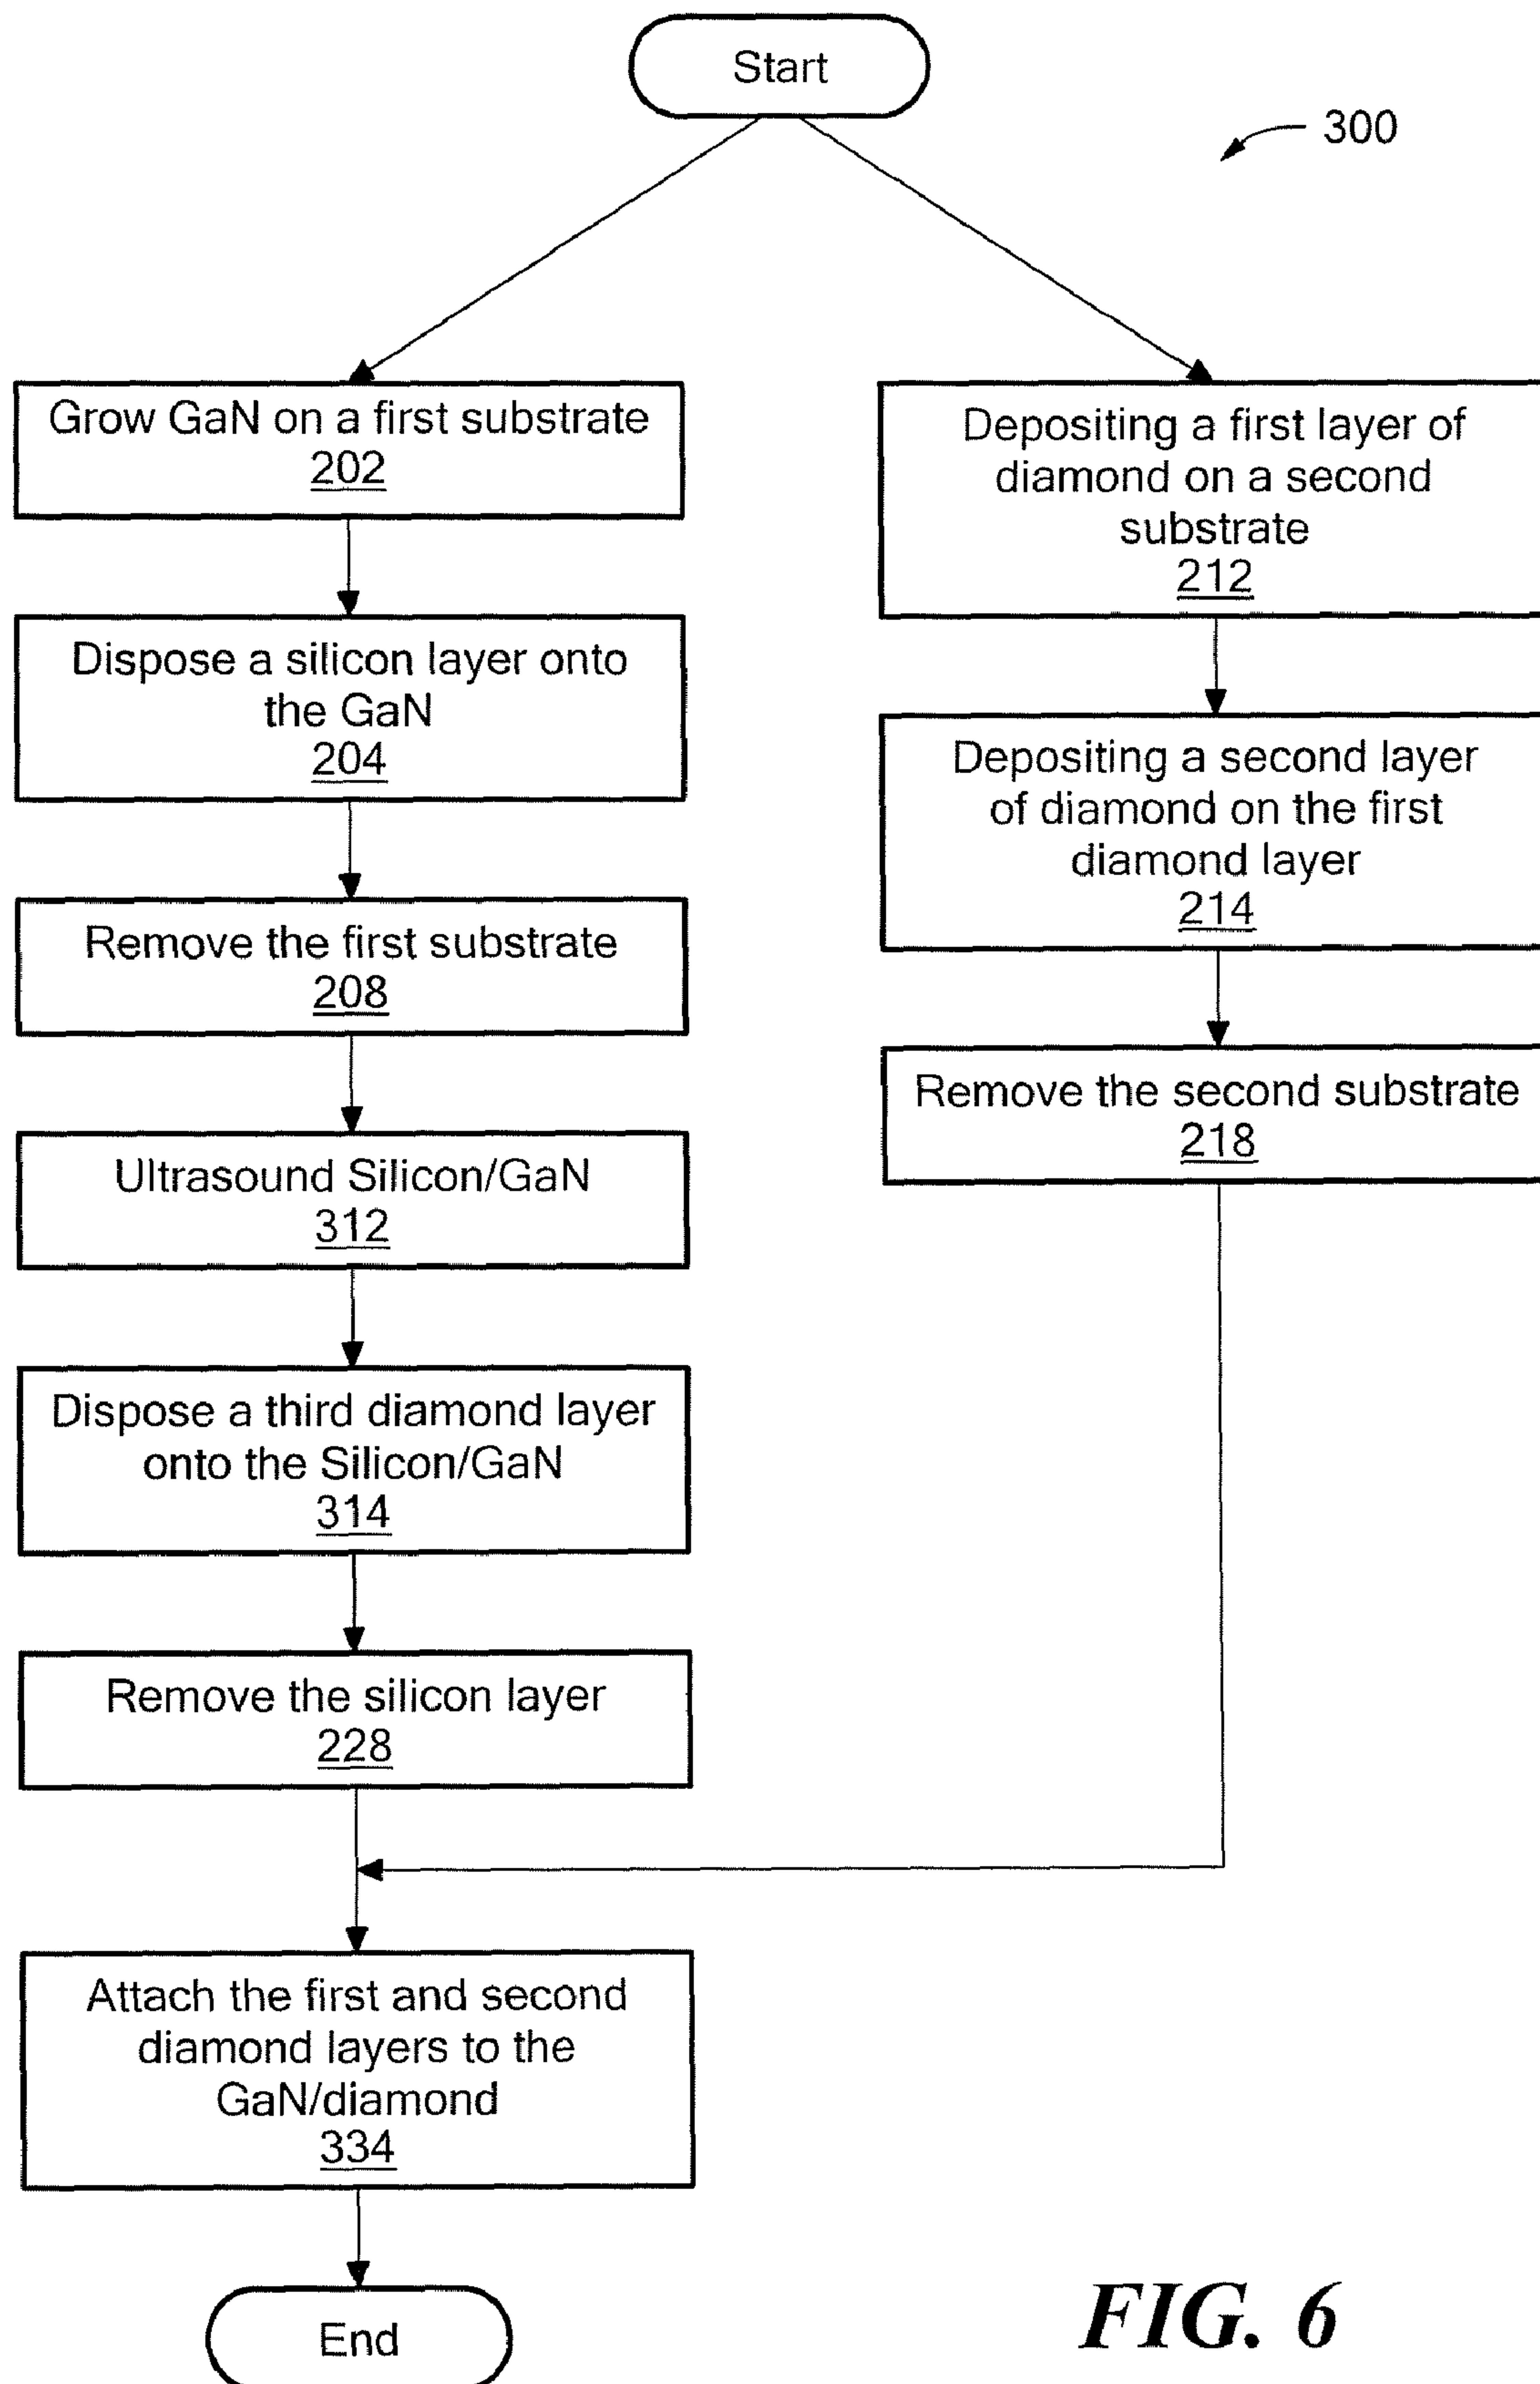 Start
300
Grow GaN on a first substrate
202
Dispose a silicon layer onto
the GaN
204
Remove the first substrate
208
Ultrasound Silicon/GaN
312
Dispose a third diamond layer
onto the Silicon/GaN
314
Remove the silicon layer
228
Depositing a first layer of
diamond on a second
substrate
212
Depositing a second layer
of diamond on the first
diamond layer
214
Remove the second substrate
218
Attach the first and second
diamond layers to the
GaN/diamond
334
End
FIG. 6